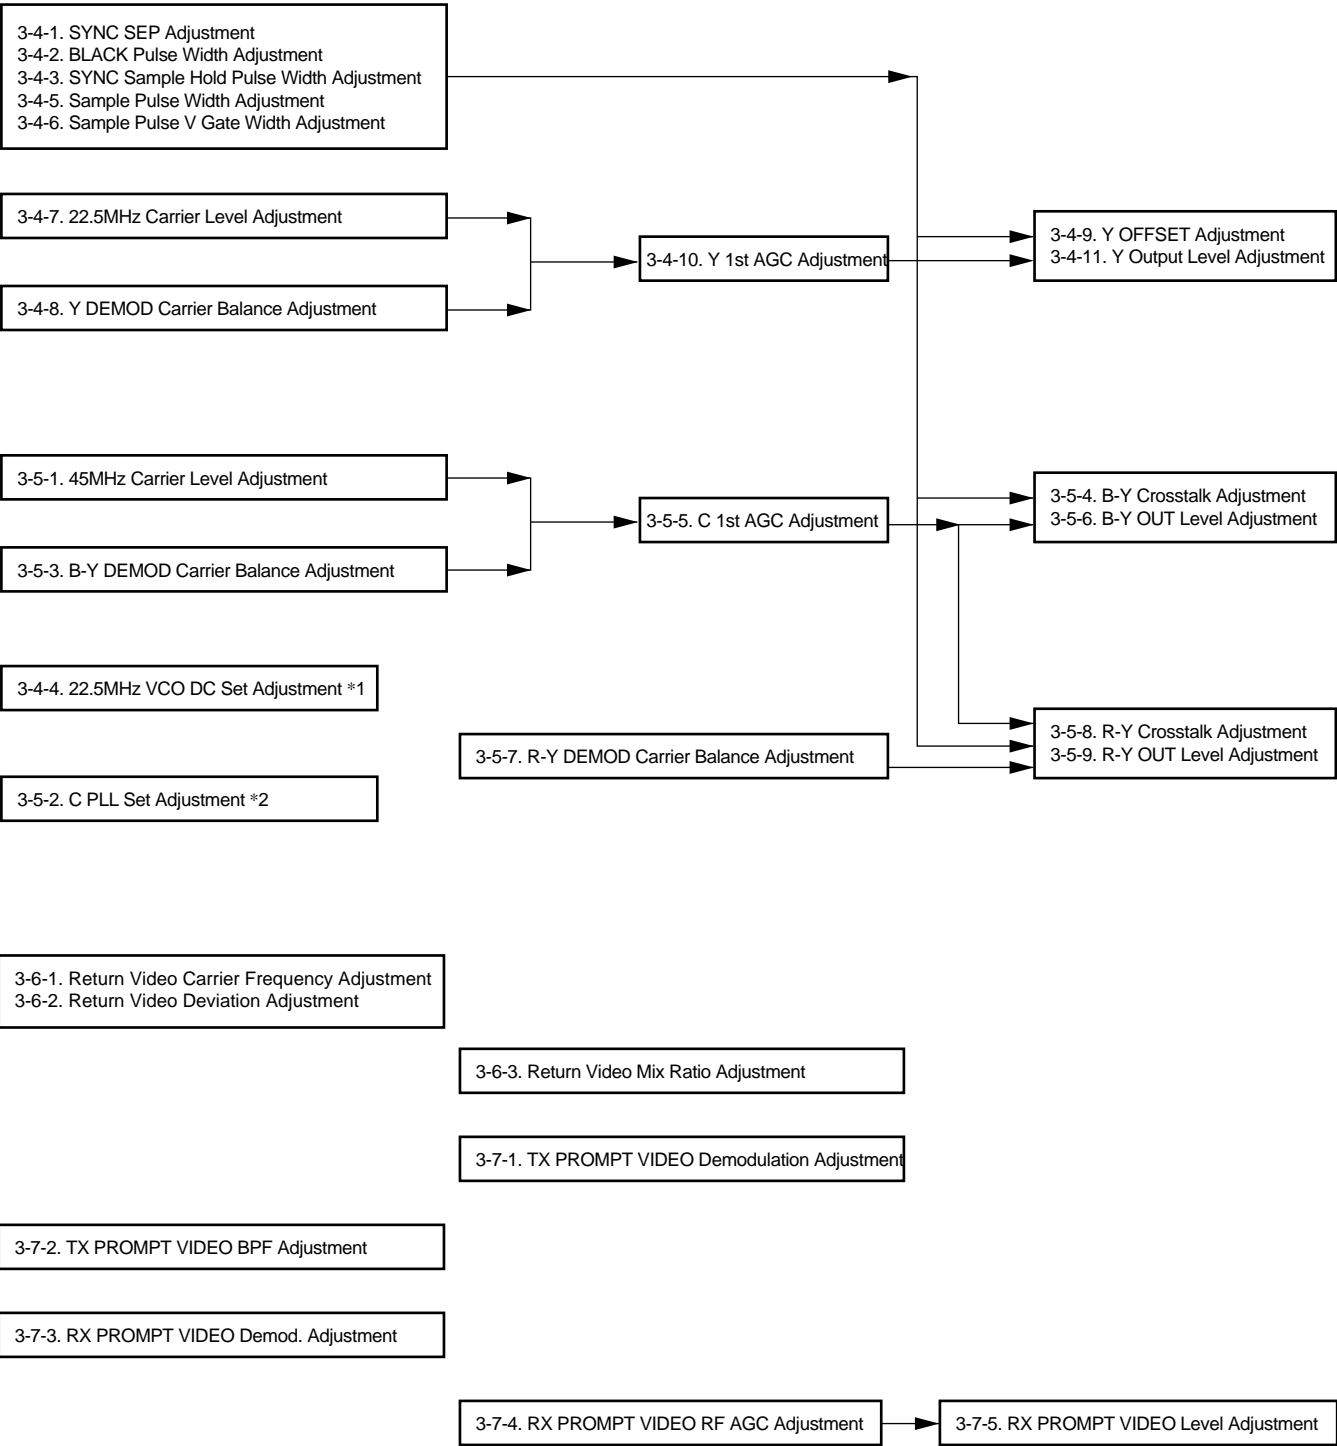 3-4-1. SYNC SEP Adjustment
3-4-2. BLACK Pulse Width Adjustment
3-4-3. SYNC Sample Hold Pulse Width Adjustment
3-4-5. Sample Pulse Width Adjustment
3-4-6. Sample Pulse V Gate Width Adjustment
3-4-7. 22.5MHz Carrier Level Adjustment
3-4-8. Y DEMOD Carrier Balance Adjustment
3-4-10. Y 1st AGC Adjustment
3-4-9. Y OFFSET Adjustment
3-4-11. Y Output Level Adjustment
3-5-1. 45MHz Carrier Level Adjustment
3-5-3. B-Y DEMOD Carrier Balance Adjustment
3-5-5. C 1st AGC Adjustment
3-5-4. B-Y Crosstalk Adjustment
3-5-6. B-Y OUT Level Adjustment
3-4-4. 22.5MHz VCO DC Set Adjustment *1
3-5-7. R-Y DEMOD Carrier Balance Adjustment
3-5-8. R-Y Crosstalk Adjustment
3-5-9. R-Y OUT Level Adjustment
3-5-2. C PLL Set Adjustment *2
3-6-1. Return Video Carrier Frequency Adjustment
3-6-2. Return Video Deviation Adjustment
3-6-3. Return Video Mix Ratio Adjustment
3-7-1. TX PROMPT VIDEO Demodulation Adjustment
3-7-2. TX PROMPT VIDEO BPF Adjustment
3-7-3. RX PROMPT VIDEO Demod. Adjustment
3-7-4. RX PROMPT VIDEO RF AGC Adjustment
3-7-5. RX PROMPT VIDEO Level Adjustment